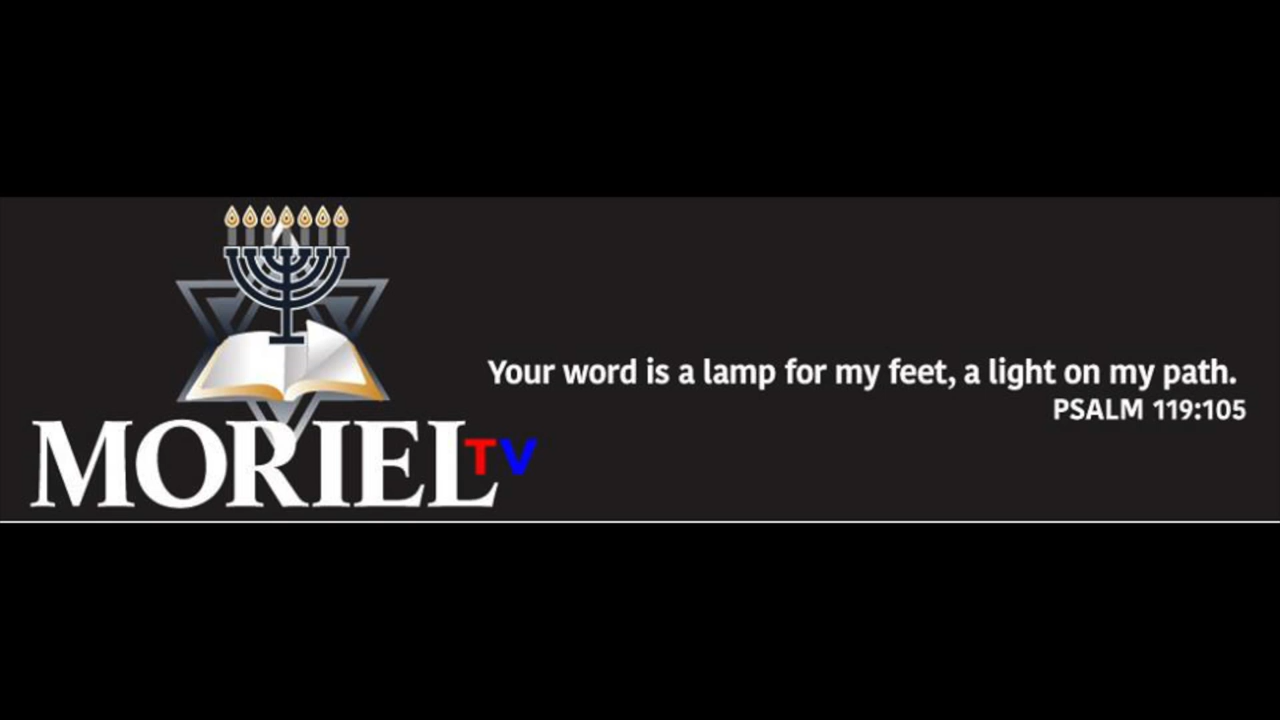 Your word is a lamp for my feet, a light on my path.
PSALM 119:105
MORIEL TV